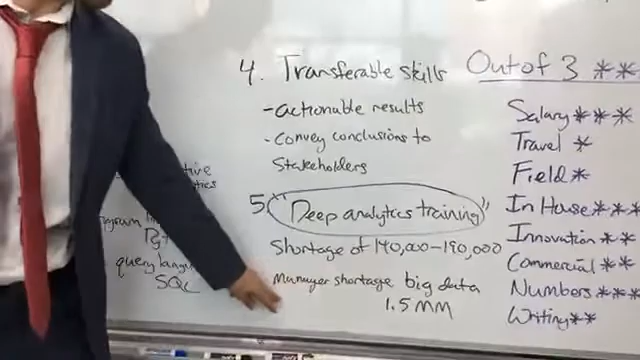 4. Transferable skills
-actionable results
-convey conclusions to
Stakeholders
5. "Deep analytics training"
Shortage of 140,000-190,000
Manager shortage big data
1.5 MM
Out of 3 **
Salary***
Travel *
Field*
In House***
Innovation**
Commercial**
Numbers***
Writing**
query
SQL